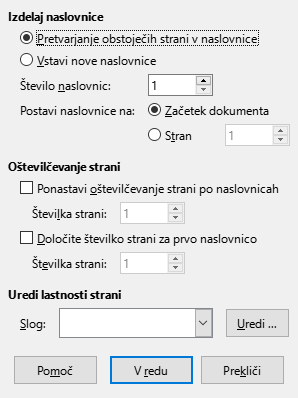 Izdelaj naslovnice
Pretvarjanje obstoječih strani v naslovnice
Vstavi nove naslovnice
Število naslovnic: 1
Postavi naslovnice na: Začetek dokumenta
Stran 1
Oštevilčevanje strani
Ponastavi oštevilčevanje strani po naslovnicah
Številka strani: 1
Določite številko strani za prvo naslovnico
Številka strani: 1
Uredi lastnosti strani
Slog: Uredi ...
Pomoč V redu Prekliči